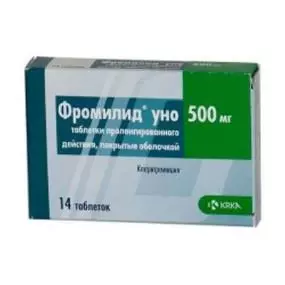 Фромилид® уно 500 мг
таблетки пролонгированного
действия, покрытые оболочкой
Кларитромицин
14 таблеток
KRKA